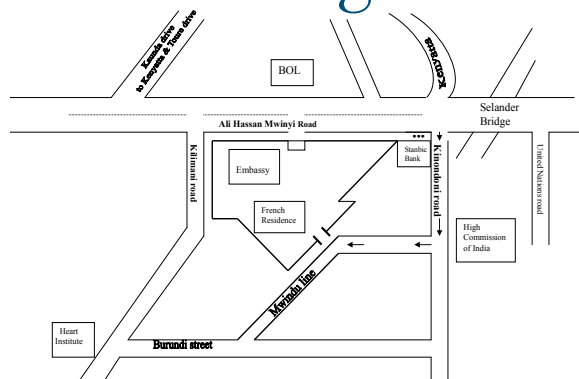 Kaunda drive
to Kenyatta & Toure drive
BOL
Kenyatta
Selander
Bridge
Ali Hassan Mwinyi Road
Kilimani road
Embassy
Stanbic
Bank
Kinondoni road
United Nations road
French
Residence
High
Commission
of India
Mwindu line
Heart
Institute
Burundi street